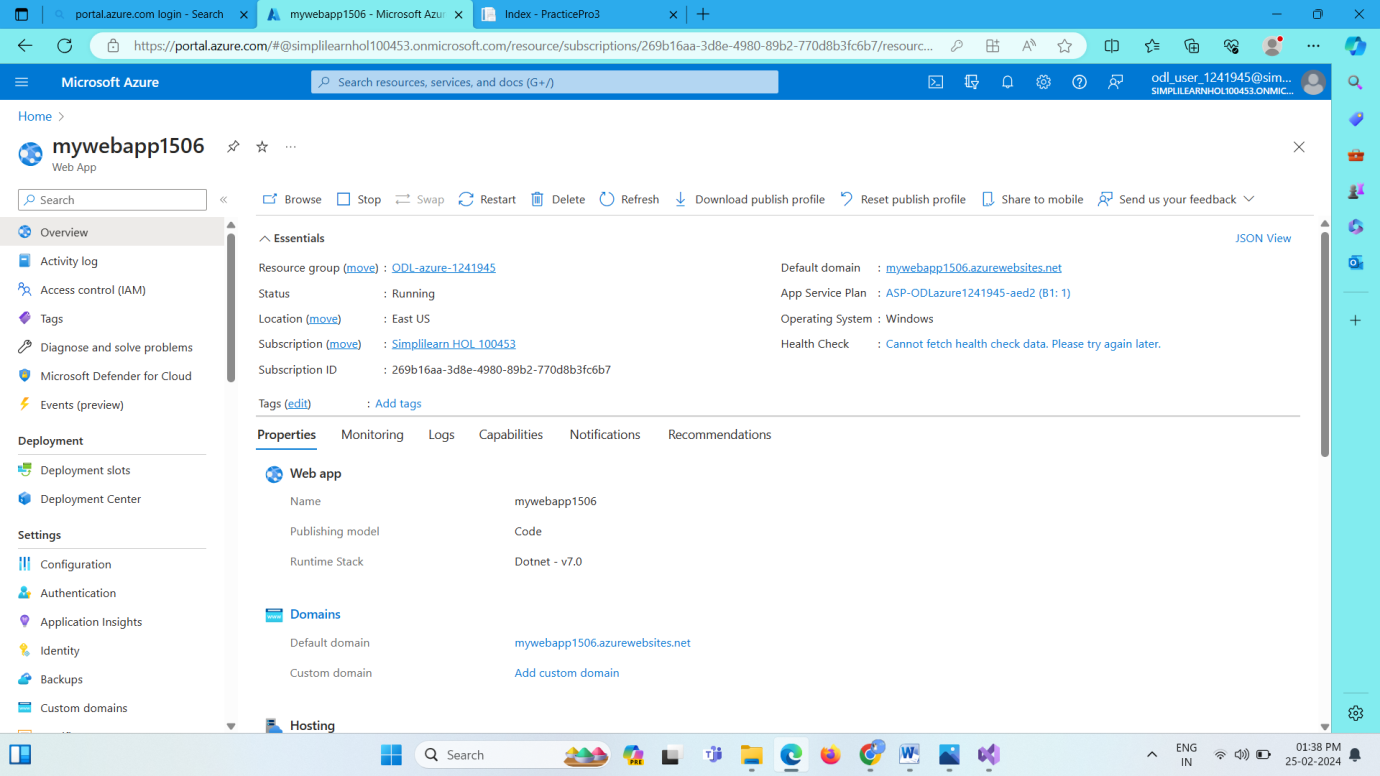 portal.azure.com login - Search
mywebapp1506 - Microsoft Azur
Index - PracticePro3
https://portal.azure.com/#@simplilearnhol100453.onmicrosoft.com/resource/subscriptions/269b16aa-3d8e-4980-89b2-770d8b3fc6b7/resourc...
Microsoft Azure
Search resources, services, and docs (G+/)
odl_user_1241945@sim...
SIMPLILEARNHOL100453.ONMIC...
Home
mywebapp1506
Web App
Search
Browse Stop Swap Restart Delete Refresh Download publish profile Reset publish profile Share to mobile Send us your feedback
Overview
Activity log
Access control (IAM)
Tags
Diagnose and solve problems
Microsoft Defender for Cloud
Events (preview)
Deployment
Deployment slots
Deployment Center
Settings
Configuration
Authentication
Application Insights
Identity
Backups
Custom domains
Essentials
JSON View
Resource group (move) : ODL-azure-1241945
Status : Running
Location (move) : East US
Subscription (move) : Simplilearn HOL 100453
Subscription ID : 269b16aa-3d8e-4980-89b2-770d8b3fc6b7
Default domain : mywebapp1506.azurewebsites.net
App Service Plan : ASP-ODLazure1241945-aed2 (B1: 1)
Operating System : Windows
Health Check : Cannot fetch health check data. Please try again later.
Tags (edit) : Add tags
Properties Monitoring Logs Capabilities Notifications Recommendations
Web app
Name mywebapp1506
Publishing model Code
Runtime Stack Dotnet - v7.0
Domains
Default domain mywebapp1506.azurewebsites.net
Custom domain Add custom domain
Hosting
Search
PRE
ENG
IN
01:38 PM
25-02-2024